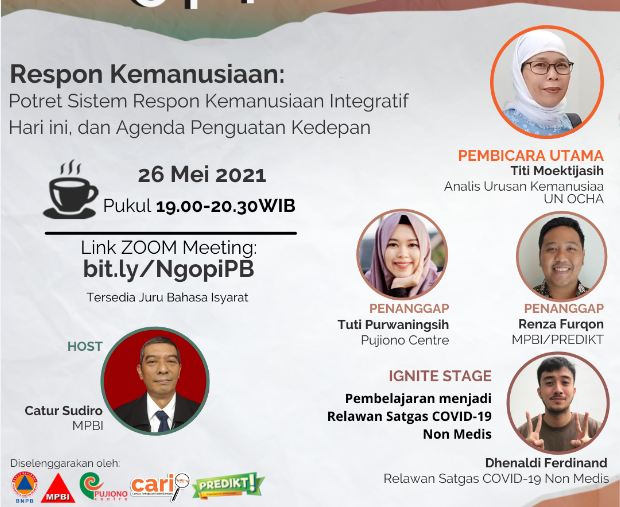 Respon Kemanusiaan:
Potret Sistem Respon Kemanusiaan Integratif
Hari ini, dan Agenda Penguatan Kedepan
26 Mei 2021
Pukul 19.00-20.30WIB
Link ZOOM Meeting:
bit.ly/NgopiPB
Tersedia Juru Bahasa Isyarat
PEMBICARA UTAMA
Titi Moektijasih
Analis Urusan Kemanusiaa
UN OCHA
PENANGGAP
Tuti Purwaningsih
Pujiono Centre
PENANGGAP
Renza Furqon
MPBI/PREDIKT
HOST
Catur Sudiro
MPBI
IGNITE STAGE
Pembelajaran menjadi
Relawan Satgas COVID-19
Non Medis
Dhenaldi Ferdinand
Relawan Satgas COVID-19 Non Medis
Diselenggarakan oleh:
BNPB
MPBI
PUJIONO
centre
cari
PREDIKT!